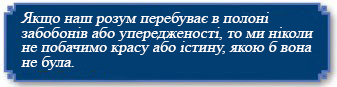 Якщо наш розум перебуває в полоні
забобонів або упередженості, то ми ніколи
не побачимо красу або істину, якою б вона
не була.